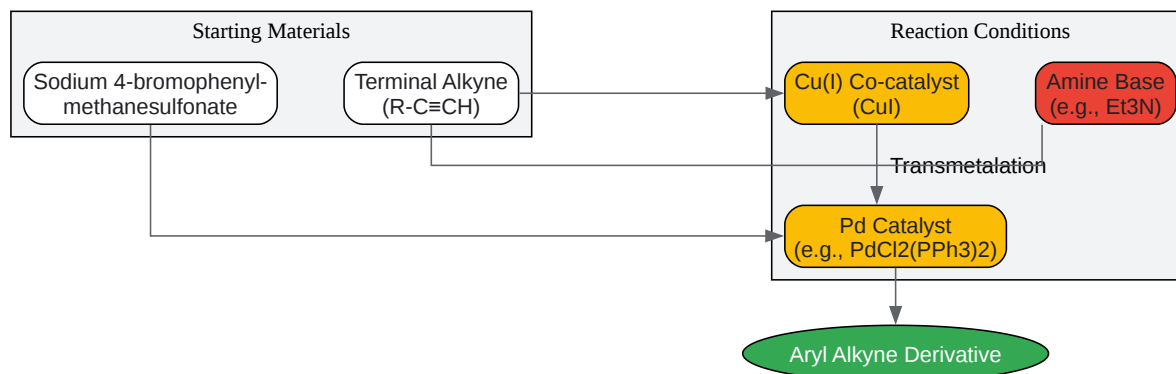 Starting Materials
Sodium 4-bromophenyl-
methanesulfonate
Terminal Alkyne
(R-C≡CH)
Reaction Conditions
Cu(I) Co-catalyst
(CuI)
Amine Base
(e.g., Et3N)
Transmetalation
Pd Catalyst
(e.g., PdCl2(PPh3)2)
Aryl Alkyne Derivative